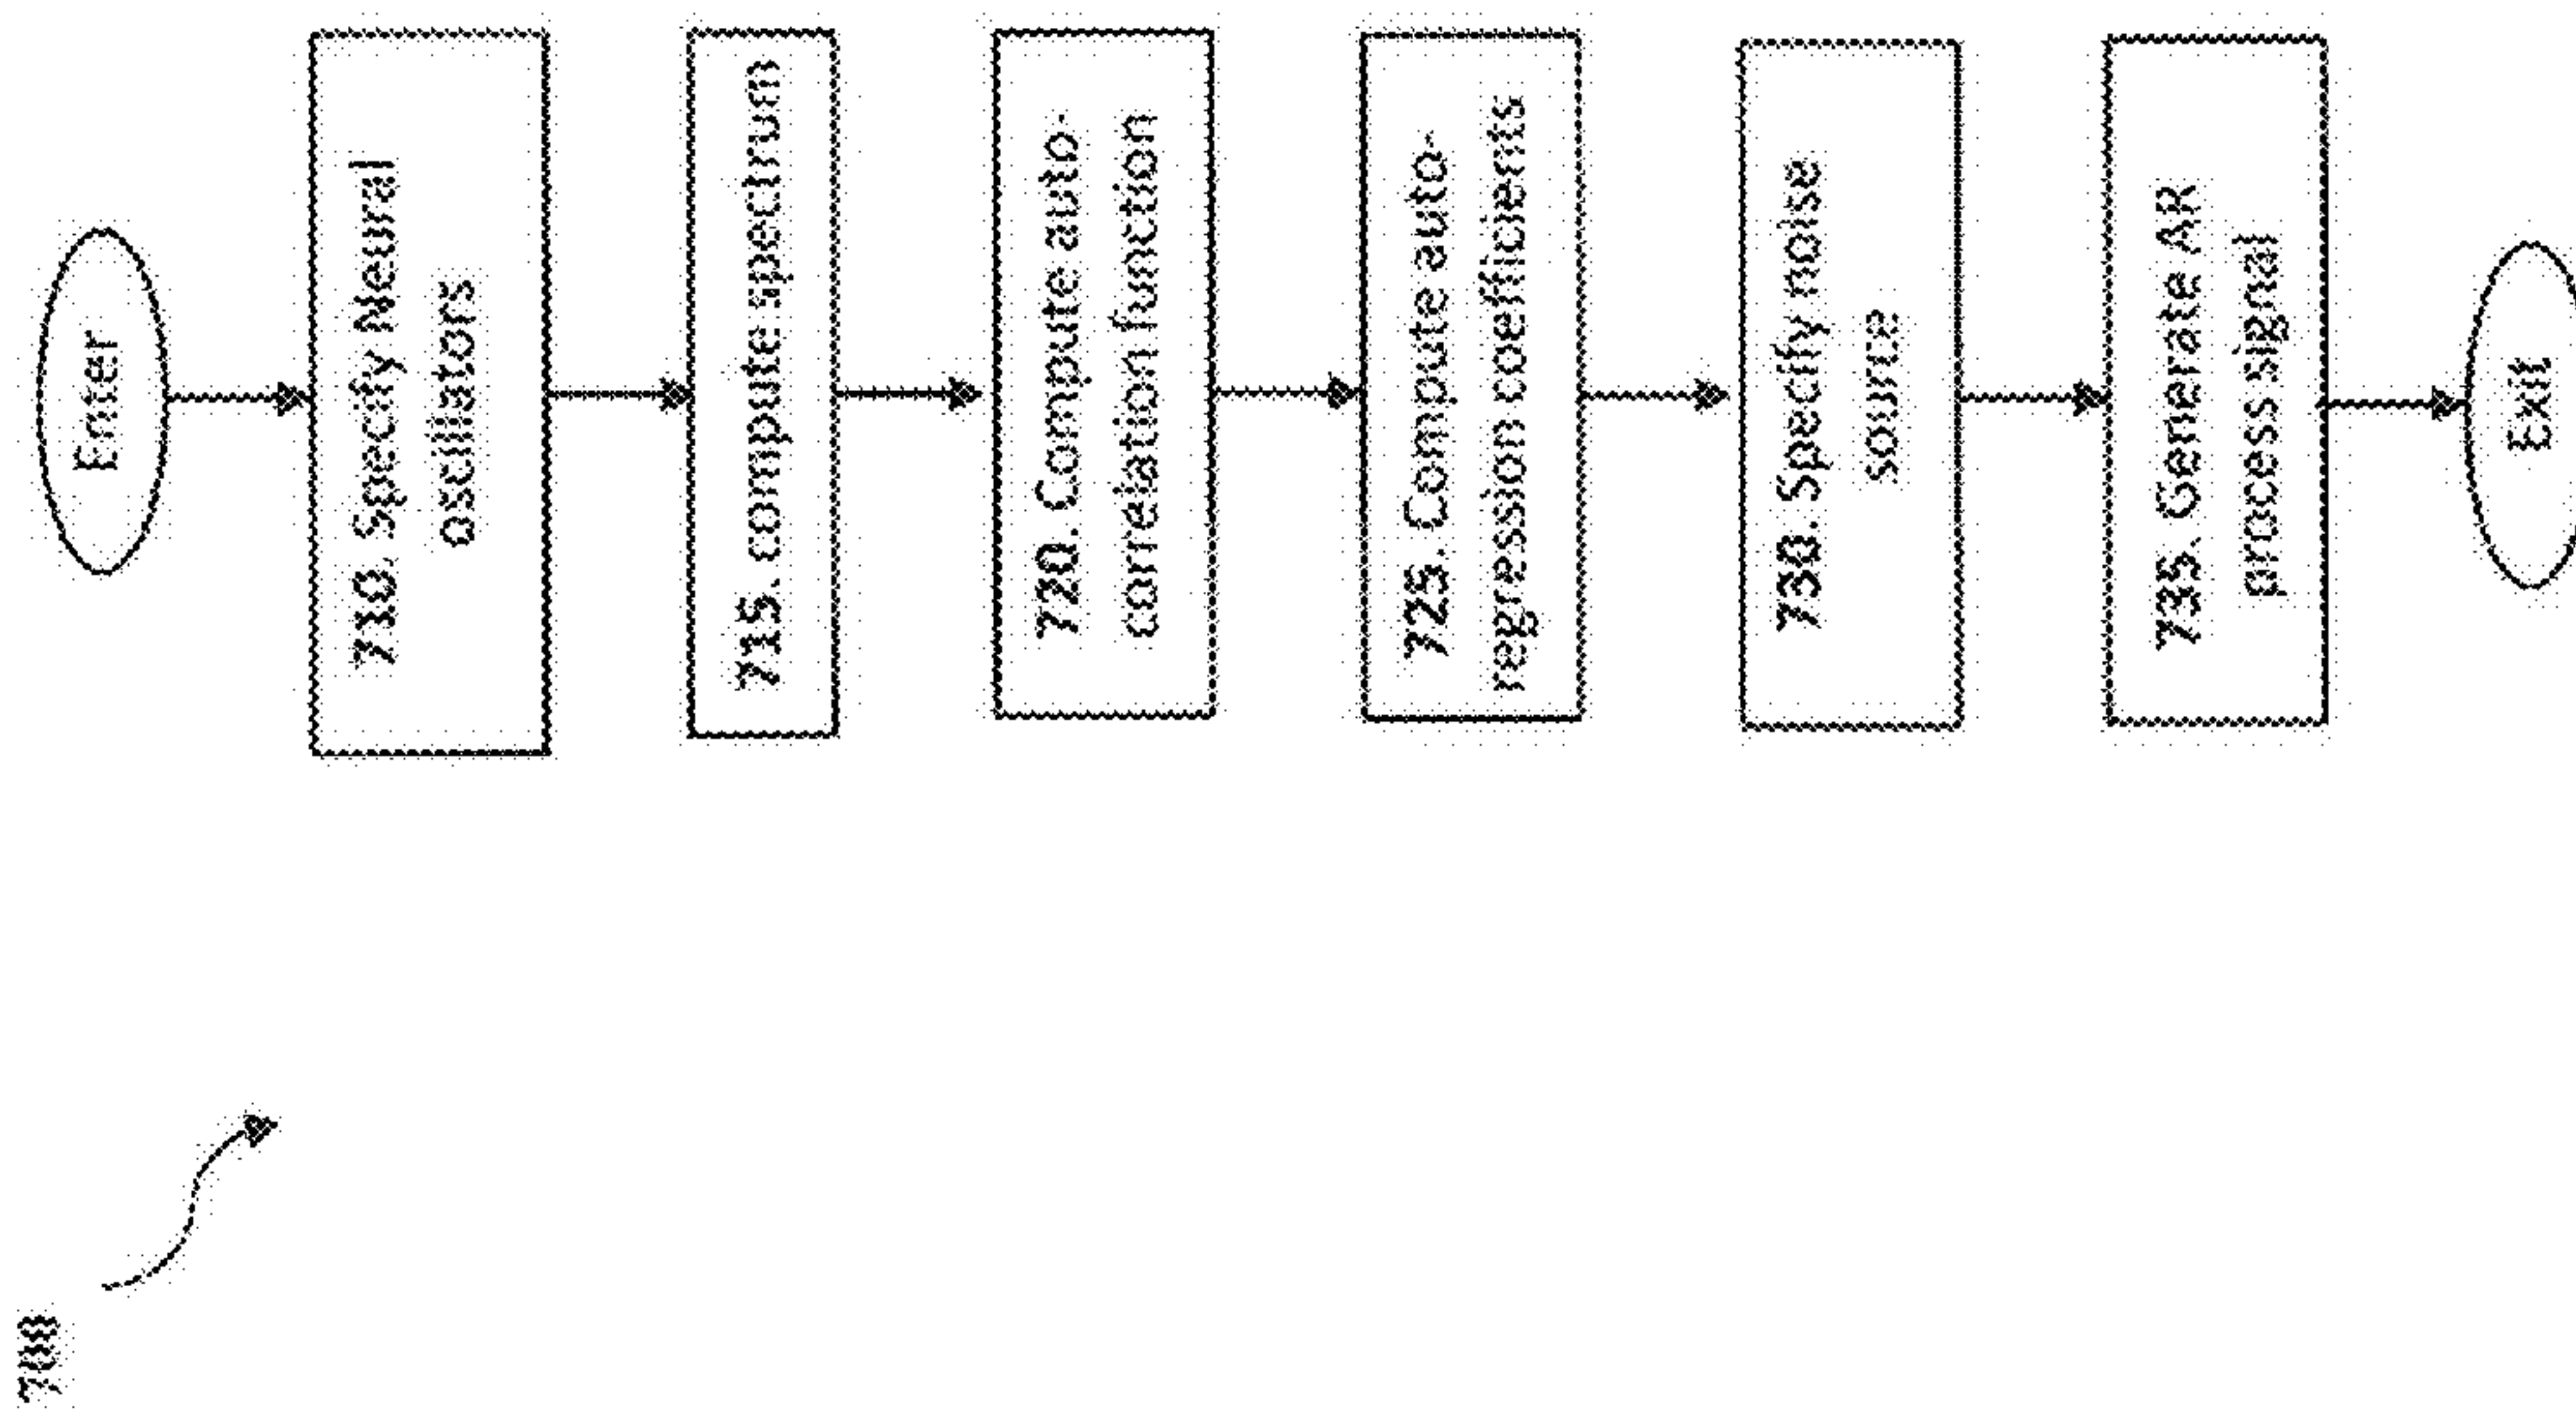 700
Enter
710. Specify Neural
oscillators
715. compute spectrum
720. Compute auto-
correlation function
725. Compute auto-
regression coefficients
730. Specify noise
source
735. Generate AR
process signal
Exit